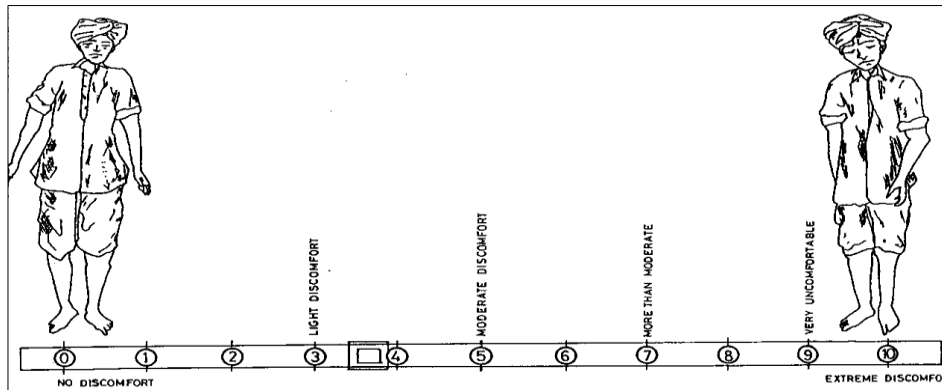 LIGHT DISCOMFORT
MODERATE DISCOMFORT
MORE THAN MODERATE
VERY UNCOMFORTABLE
0 1 2 3 4 5 6 7 8 9 10
NO DISCOMFORT EXTREME DISCOMFO